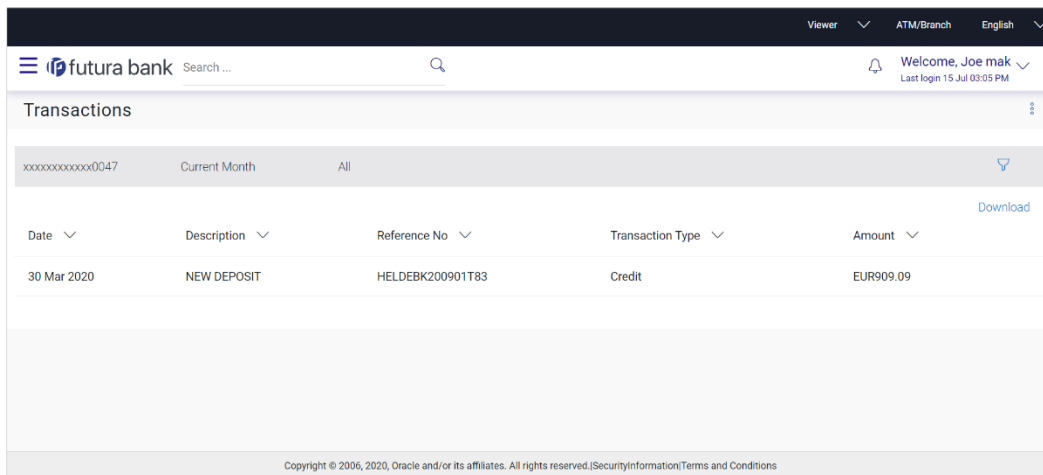 Viewer ATM/Branch English
futura bank Search ... Welcome, Joe mak
Last login 15 Jul 03:05 PM
Transactions
xxxxxxxxxxxx0047 Current Month All
Download
Date Description Reference No Transaction Type Amount
30 Mar 2020 NEW DEPOSIT HELDEBK200901T83 Credit EUR909.09
Copyright © 2006, 2020, Oracle and/or its affiliates. All rights reserved.|SecurityInformation|Terms and Conditions